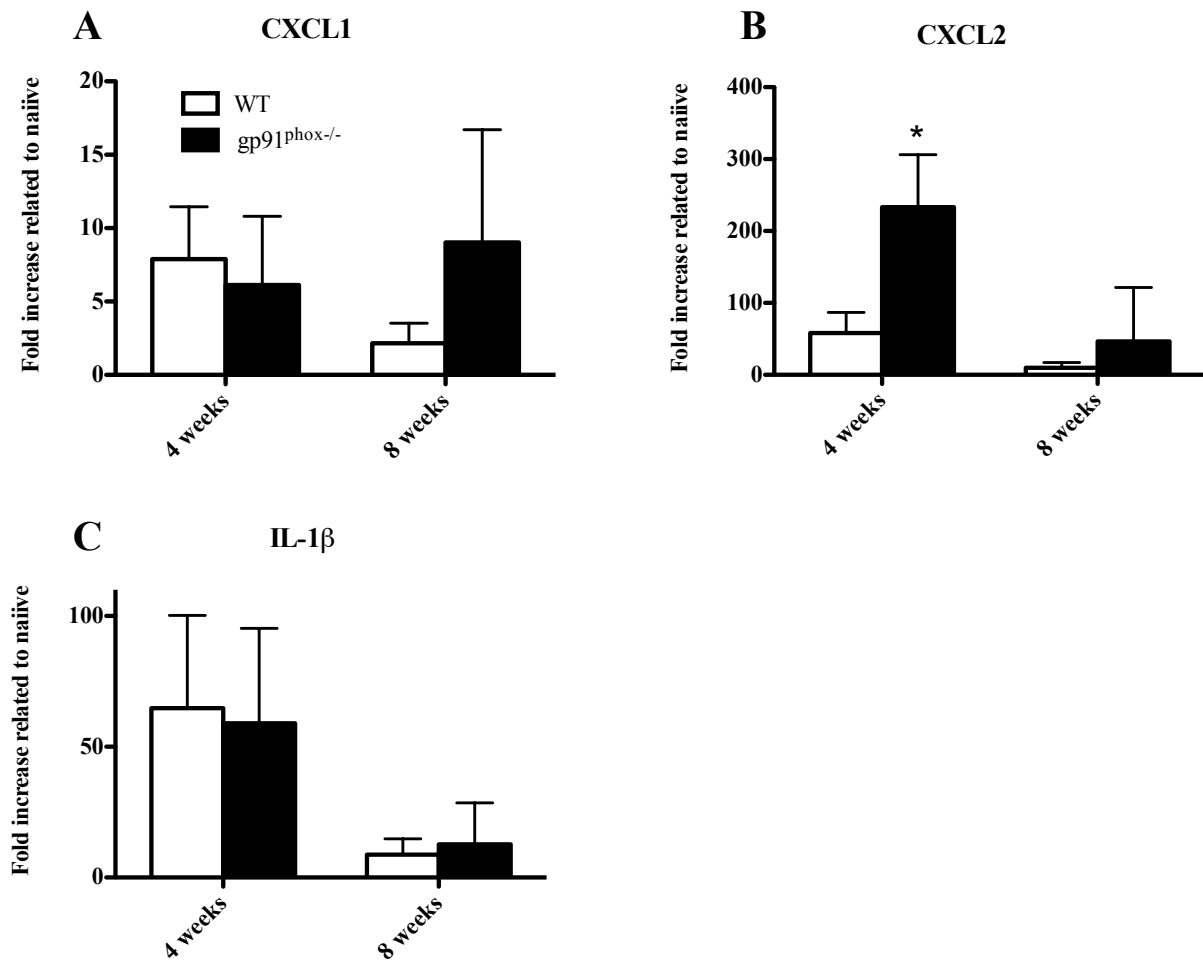 A
CXCL1
Fold increase related to naiive
20
15
10
5
0
WT
gp91phox-/-
4 weeks
8 weeks
B
CXCL2
Fold increase related to naiive
400
300
200
100
0
*
4 weeks
8 weeks
C
IL-1β
Fold increase related to naiive
100
50
0
4 weeks
8 weeks